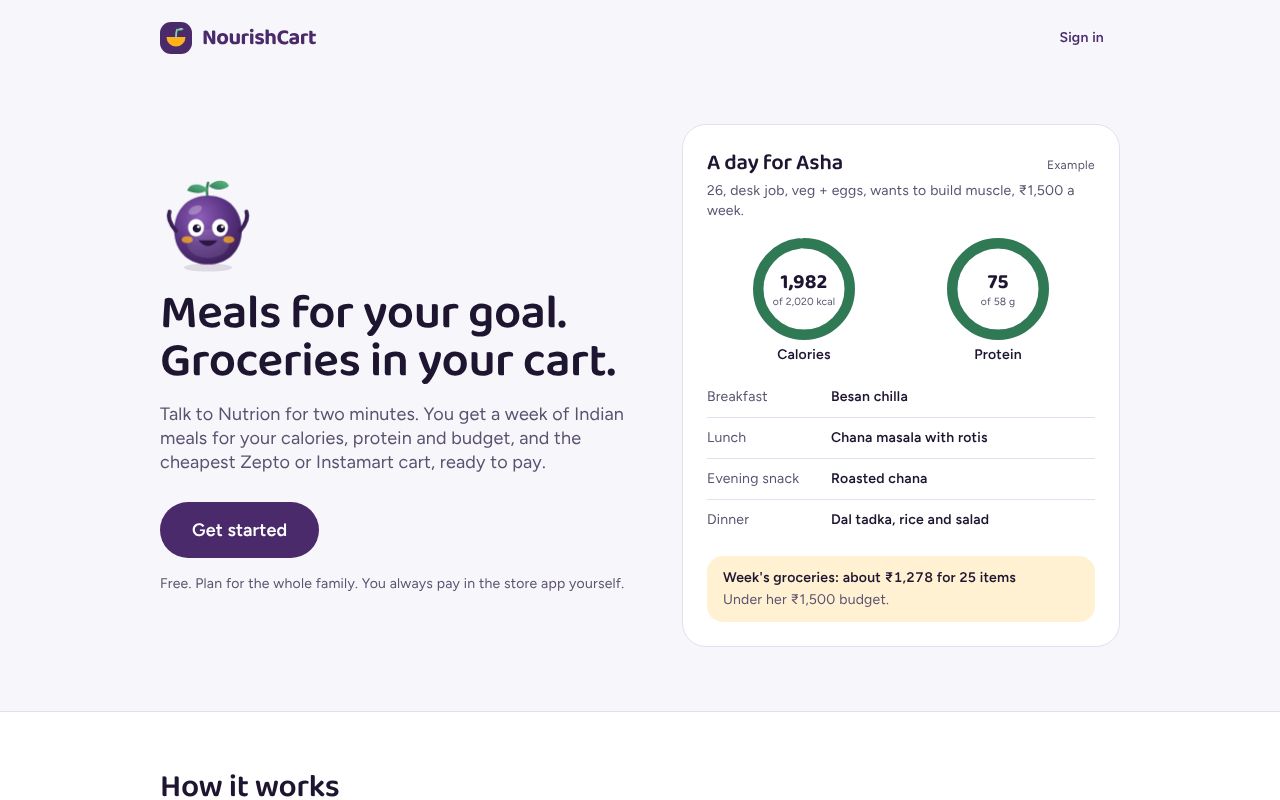 NourishCart
Sign in
Meals for your goal.
Groceries in your cart.
Talk to Nutrion for two minutes. You get a week of Indian
meals for your calories, protein and budget, and the
cheapest Zepto or Instamart cart, ready to pay.
Get started
Free. Plan for the whole family. You always pay in the store app yourself.
A day for Asha
Example
26, desk job, veg + eggs, wants to build muscle, ₹1,500 a
week.
1,982
of 2,020 kcal
Calories
75
of 58 g
Protein
Breakfast Besan chilla
Lunch Chana masala with rotis
Evening snack Roasted chana
Dinner Dal tadka, rice and salad
Week's groceries: about ₹1,278 for 25 items
Under her ₹1,500 budget.
How it works